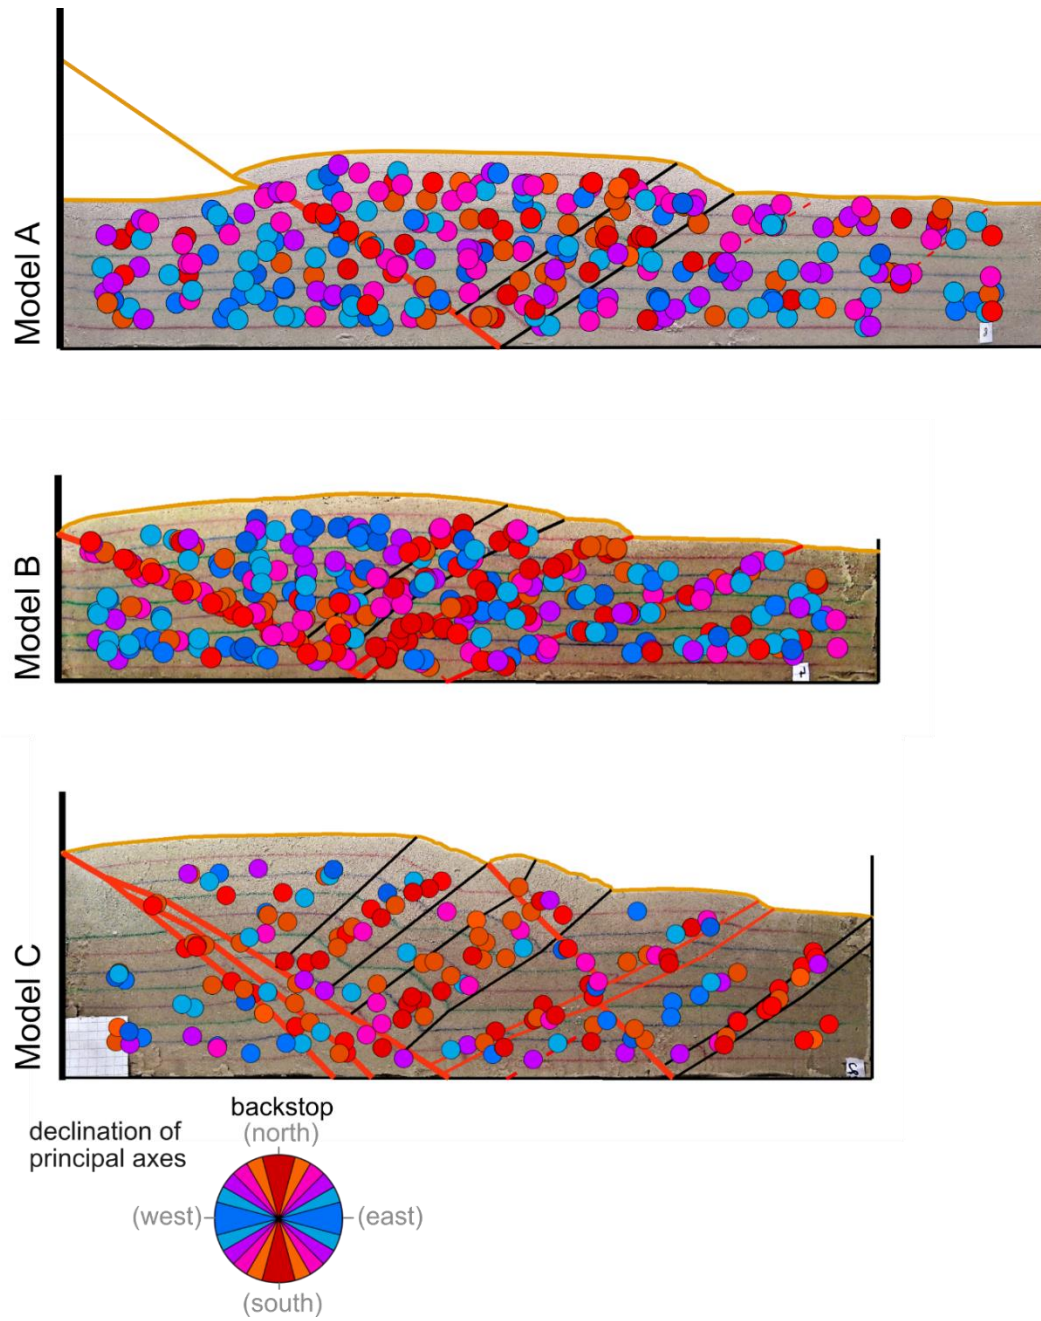 Model A
Model B
Model C
backstop
(north)
declination of
principal axes
(west)
(east)
(south)